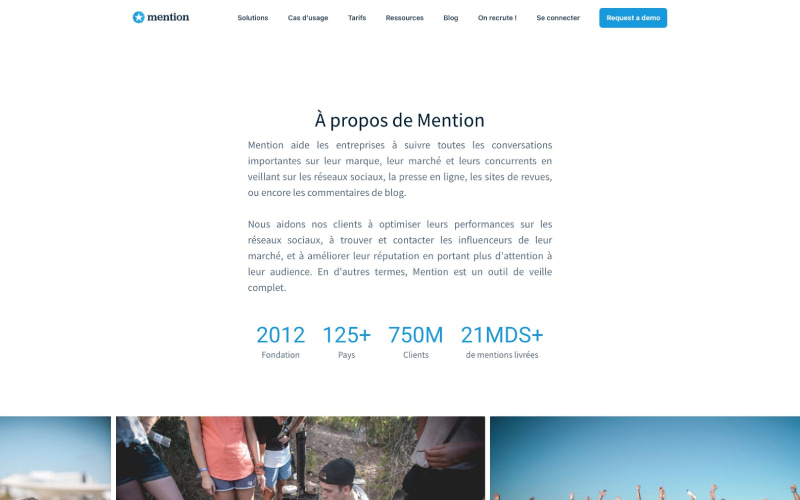 mention
Solutions
Cas d'usage
Tarifs
Ressources
Blog
On recrute !
Se connecter
Request a demo
À propos de Mention
Mention aide les entreprises à suivre toutes les conversations
importantes sur leur marque, leur marché et leurs concurrents en
veillant sur les réseaux sociaux, la presse en ligne, les sites de revues,
ou encore les commentaires de blog.
Nous aidons nos clients à optimiser leurs performances sur les
réseaux sociaux, à trouver et contacter les influenceurs de leur
marché, et à améliorer leur réputation en portant plus d'attention à
leur audience. En d'autres termes, Mention est un outil de veille
complet.
2012
Fondation
125+
Pays
750M
Clients
21MDS+
de mentions livrées